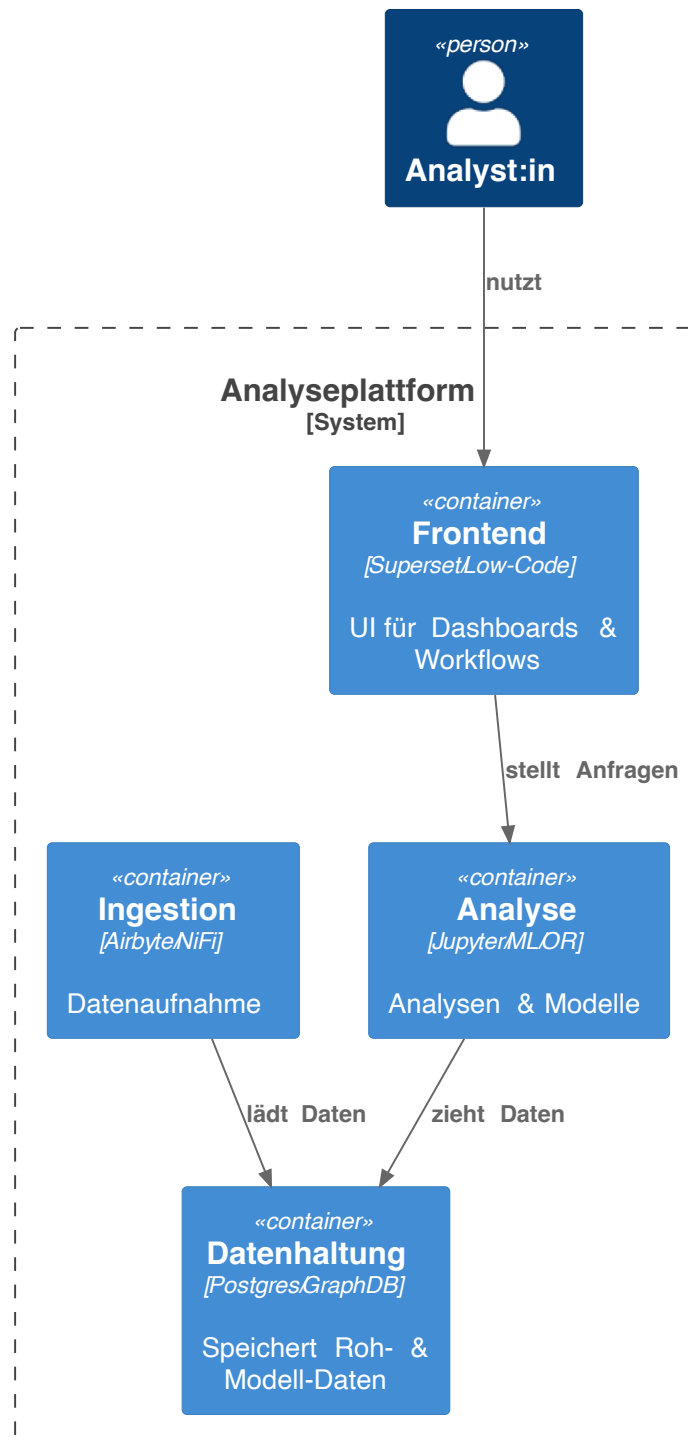 «person»
Analyst:in
nutzt
Analyseplattform
[System]
«container»
Frontend
[Superset/Low-Code]
UI für Dashboards &
Workflows
stellt Anfragen
«container»
Ingestion
[Airbyte/NiFi]
Datenaufnahme
«container»
Analyse
[Jupyter/ML/OR]
Analysen & Modelle
lädt Daten
zieht Daten
«container»
Datenhaltung
[Postgres/GraphDB]
Speichert Roh- &
Modell-Daten